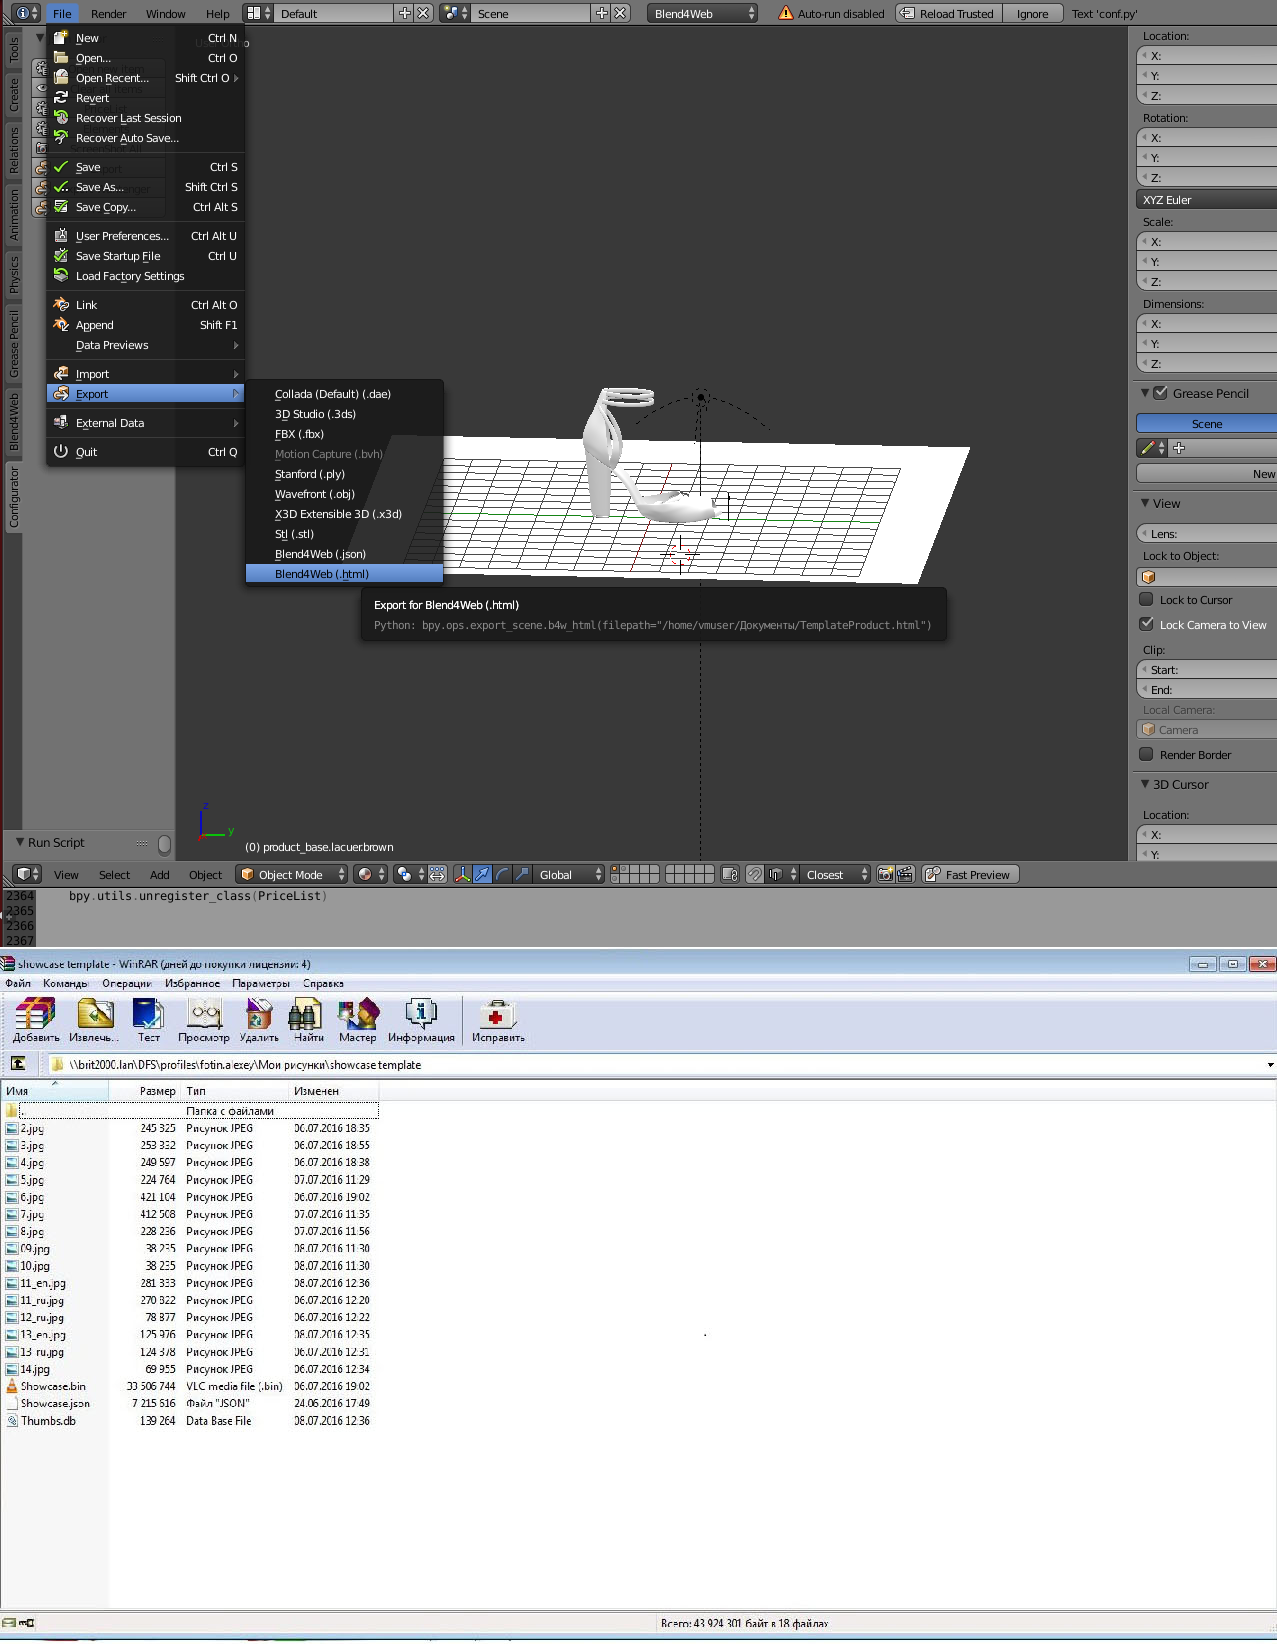 File Render Window Help Default Scene Blend4Web Auto-run disabled Reload Trusted Ignore Text 'conf.py'
New Ctrl N
Open... Ctrl O
Open Recent... Shift Ctrl O
Revert
Recover Last Session
Recover Auto Save...
Save Ctrl S
Save As... Shift Ctrl S
Save Copy... Ctrl Alt S
User Preferences... Ctrl Alt U
Save Startup File Ctrl U
Load Factory Settings
Link Ctrl Alt O
Append Shift F1
Data Previews
Import
Export
External Data
Quit Ctrl Q
Collada (Default) (.dae)
3D Studio (.3ds)
FBX (.fbx)
Motion Capture (.bvh)
Stanford (.ply)
Wavefront (.obj)
X3D Extensible 3D (.x3d)
Stl (.stl)
Blend4Web (.json)
Blend4Web (.html)
Export for Blend4Web (.html)
Python: bpy.ops.export_scene.b4w_html(filepath="/home/vmuser/Документы/TemplateProduct.html")
Tools
Create
Relations
Animation
Physics
Grease Pencil
Blend4Web
Configurator
Location:
X:
Y:
Z:
Rotation:
X:
Y:
Z:
XYZ Euler
Scale:
X:
Y:
Z:
Dimensions:
X:
Y:
Z:
Grease Pencil
Scene
New
View
Lens:
Lock to Object:
Lock to Cursor
Lock Camera to View
Clip:
Start:
End:
Local Camera:
Camera
Render Border
3D Cursor
Location:
X:
Y:
Run Script
z
y
(0) product_base.lacuer.brown
View Select Add Object Object Mode Global Closest Fast Preview
2364 bpy.utils.unregister_class(PriceList)
2365
2366
2367
showcase template - WinRAR (дней до покупки лицензии: 4)
Файл Команды Операции Избранное Параметры Справка
Добавить Извлечь... Тест Просмотр Удалить Найти Мастер Информация Исправить
\\brit2000.lan\DFS\profiles\fotin.alexey\Мои рисунки\showcase template
Имя Размер Тип Изменен
Папка с файлами
2.jpg 245 325 Рисунок JPEG 06.07.2016 18:35
3.jpg 253 332 Рисунок JPEG 06.07.2016 18:55
4.jpg 249 597 Рисунок JPEG 06.07.2016 18:38
5.jpg 224 764 Рисунок JPEG 07.07.2016 11:29
6.jpg 421 104 Рисунок JPEG 06.07.2016 19:02
7.jpg 412 508 Рисунок JPEG 07.07.2016 11:35
8.jpg 228 236 Рисунок JPEG 07.07.2016 11:56
09.jpg 38 235 Рисунок JPEG 08.07.2016 11:30
10.jpg 38 235 Рисунок JPEG 08.07.2016 11:30
11_en.jpg 281 333 Рисунок JPEG 08.07.2016 12:36
11_ru.jpg 270 822 Рисунок JPEG 06.07.2016 12:20
12_ru.jpg 78 877 Рисунок JPEG 06.07.2016 12:22
13_en.jpg 125 976 Рисунок JPEG 08.07.2016 12:35
13_ru.jpg 124 378 Рисунок JPEG 06.07.2016 12:31
14.jpg 69 955 Рисунок JPEG 06.07.2016 12:34
Showcase.bin 33 506 744 VLC media file (.bin) 06.07.2016 19:02
Showcase.json 7 215 616 Файл "JSON" 24.06.2016 17:49
Thumbs.db 139 264 Data Base File 08.07.2016 12:36
Всего: 43 924 301 байт в 18 файлах